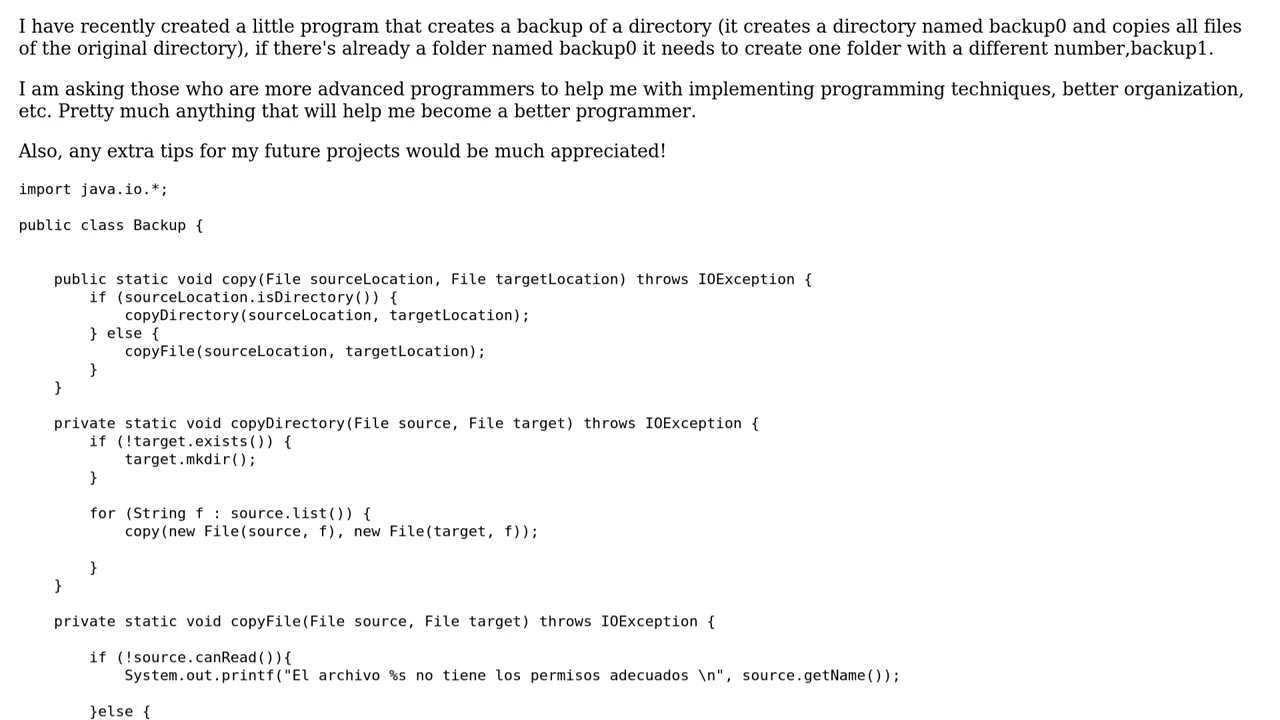 I have recently created a little program that creates a backup of a directory (it creates a directory named backup0 and copies all files
of the original directory), if there's already a folder named backup0 it needs to create one folder with a different number,backup1.
I am asking those who are more advanced programmers to help me with implementing programming techniques, better organization,
etc. Pretty much anything that will help me become a better programmer.
Also, any extra tips for my future projects would be much appreciated!
import java.io.*;
public class Backup {
    public static void copy(File sourceLocation, File targetLocation) throws IOException {
        if (sourceLocation.isDirectory()) {
            copyDirectory(sourceLocation, targetLocation);
        } else {
            copyFile(sourceLocation, targetLocation);
        }
    }
    private static void copyDirectory(File source, File target) throws IOException {
        if (!target.exists()) {
            target.mkdir();
        }
        for (String f : source.list()) {
            copy(new File(source, f), new File(target, f));
        }
    }
    private static void copyFile(File source, File target) throws IOException {
        if (!source.canRead()){
            System.out.printf("El archivo %s no tiene los permisos adecuados \n", source.getName());
        }else {